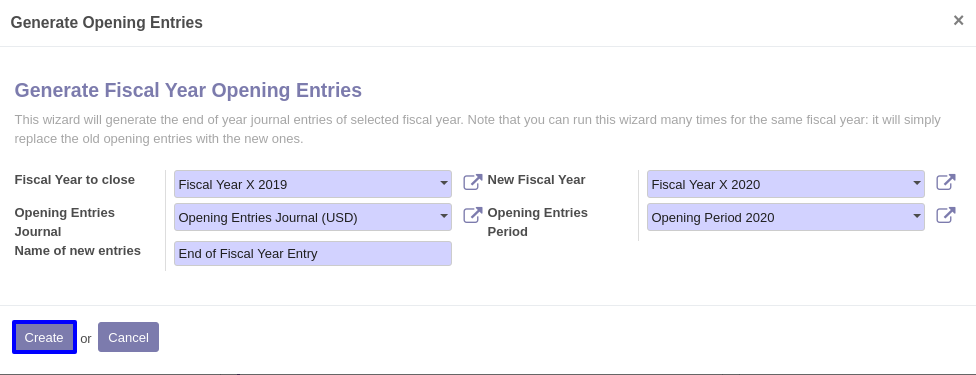 Generate Opening Entries
×
Generate Fiscal Year Opening Entries
This wizard will generate the end of year journal entries of selected fiscal year. Note that you can run this wizard many times for the same fiscal year: it will simply
replace the old opening entries with the new ones.
Fiscal Year to close
Fiscal Year X 2019
New Fiscal Year
Fiscal Year X 2020
Opening Entries
Journal
Opening Entries Journal (USD)
Opening Entries
Period
Opening Period 2020
Name of new entries
End of Fiscal Year Entry
Create or Cancel